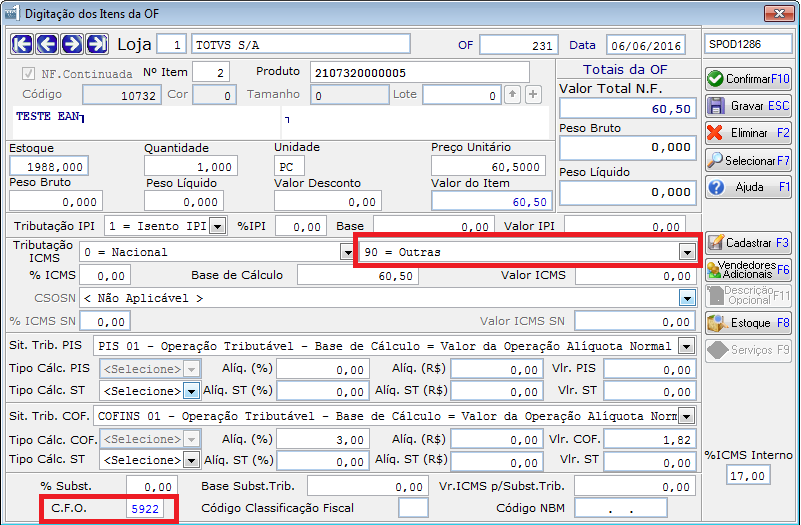 Digitação dos Itens da OF
Loja 1 TOTVS S/A OF 231 Data 06/06/2016 SPOD1286
NF.Continuada Nº Item 2 Produto 2107320000005 Totais da OF
Código 10732 Cor 0 Tamanho 0 Lote 0 Valor Total N.F.
60,50
TESTE EAN
Peso Bruto
0,000
Estoque Quantidade Unidade Preço Unitário
1988,000 1,000 PC 60,5000
Peso Líquido
0,000
Peso Bruto Peso Líquido Valor Desconto Valor do Item
0,000 0,000 0,00 60,50
Confirmar F10
Gravar ESC
Eliminar F2
Selecionar F7
Ajuda F1
Tributação IPI 1 = Isento IPI %IPI 0,00 Base 0,00 Valor IPI 0,00
Tributação ICMS 0 = Nacional 90 = Outras
% ICMS 0,00 Base de Cálculo 60,50 Valor ICMS 0,00
CSOSN < Não Aplicável >
% ICMS SN 0,00 Valor ICMS SN 0,00
Cadastrar F3
Vendedores Adicionais F6
Descrição Opcional F11
Estoque F8
Serviços F9
Sit. Trib. PIS PIS 01 - Operação Tributável - Base de Cálculo = Valor da Operação Alíquota Normal
Tipo Cálc. PIS <Selecione> Alíq. (%) 0,00 Alíq. (R$) 0,00 Vlr. PIS 0,00
Tipo Cálc. ST <Selecione> Alíq. ST (%) 0,00 Alíq. ST (R$) 0,00 Vlr. ST 0,00
Sit. Trib. COF. COFINS 01 - Operação Tributável - Base de Cálculo = Valor da Operação Alíquota Norm
Tipo Cálc. COF. <Selecione> Alíq. (%) 3,00 Alíq. (R$) 0,00 Vlr. COF. 1,82
Tipo Cálc. ST <Selecione> Alíq. ST (%) 0,00 Alíq. ST (R$) 0,00 Vlr. ST 0,00
%ICMS Interno
17,00
% Subst. 0,00 Base Subst.Trib. 0,00 Vr.ICMS p/Subst.Trib. 0,00
C.F.O. 5922 Código Classificação Fiscal Código NBM . .